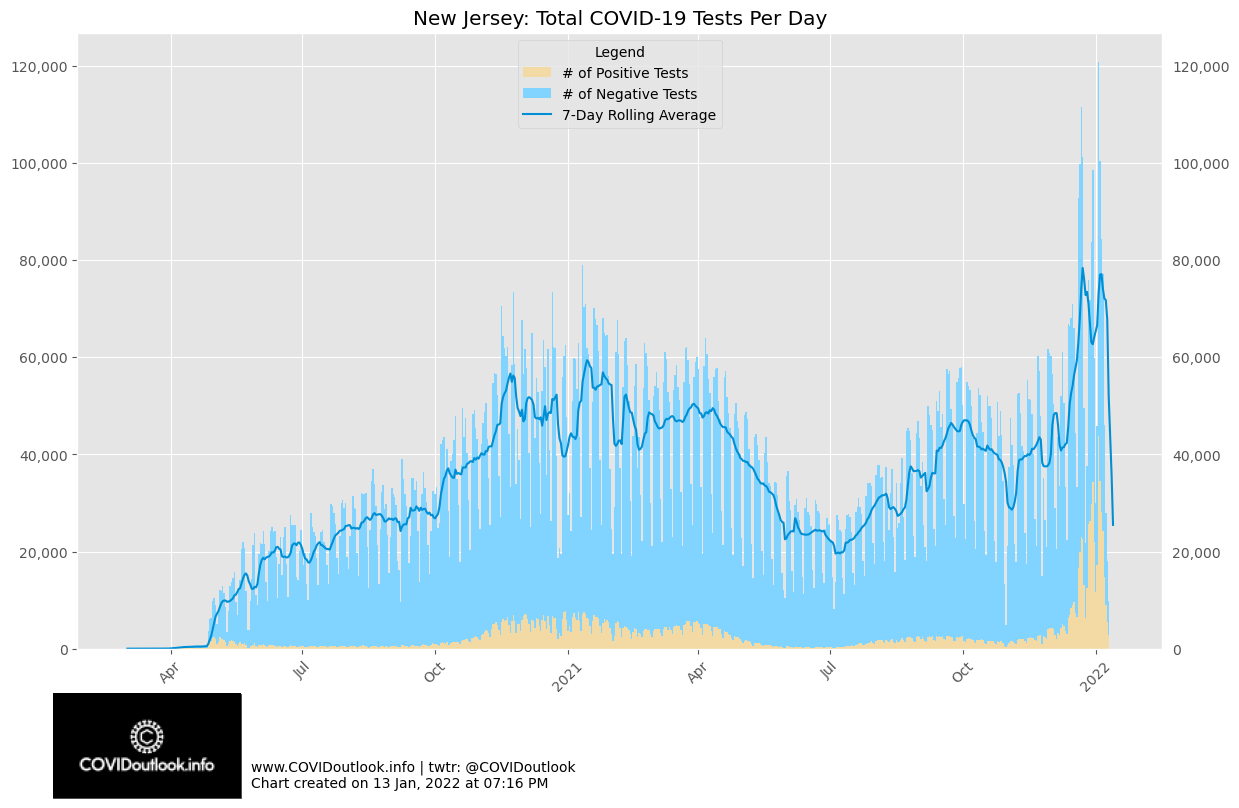 New Jersey: Total COVID-19 Tests Per Day
Legend
# of Positive Tests
# of Negative Tests
7-Day Rolling Average
120,000
100,000
80,000
60,000
40,000
20,000
0
120,000
100,000
80,000
60,000
40,000
20,000
0
Apr
Jul
Oct
2021
Apr
Jul
Oct
2022
COVIDoutlook.info
www.COVIDoutlook.info | twtr: @COVIDoutlook
Chart created on 13 Jan, 2022 at 07:16 PM